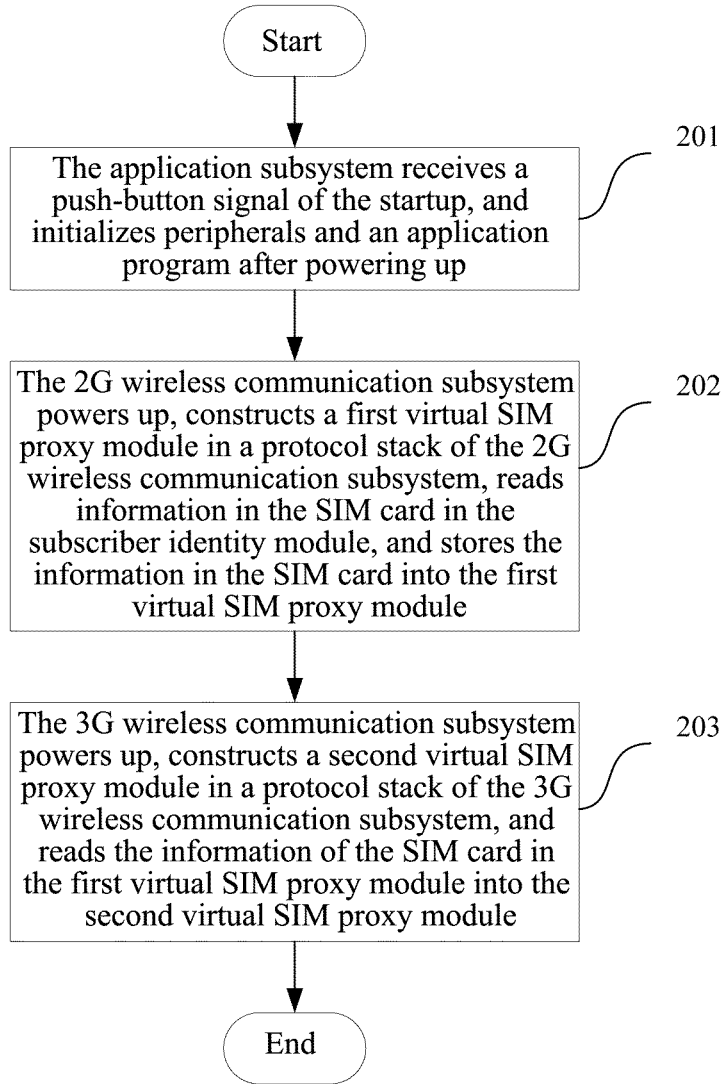 Start
201
The application subsystem receives a
push-button signal of the startup, and
initializes peripherals and an application
program after powering up
202
The 2G wireless communication subsystem
powers up, constructs a first virtual SIM
proxy module in a protocol stack of the 2G
wireless communication subsystem, reads
information in the SIM card in the
subscriber identity module, and stores the
information in the SIM card into the first
virtual SIM proxy module
203
The 3G wireless communication subsystem
powers up, constructs a second virtual SIM
proxy module in a protocol stack of the 3G
wireless communication subsystem, and
reads the information of the SIM card in
the first virtual SIM proxy module into the
second virtual SIM proxy module
End